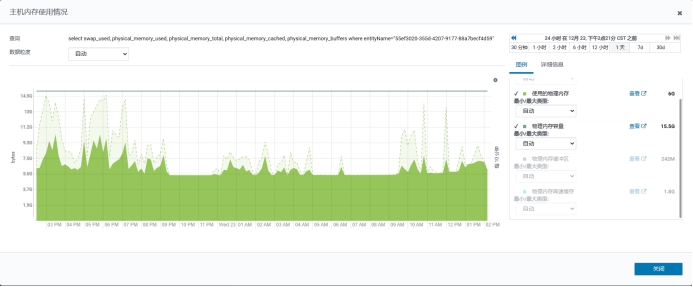 主机内存使用情况
查询
select swap_used, physical_memory_used, physical_memory_total, physical_memory_cached, physical_memory_buffers where entityName="55ef3020-355d-4207-9177-88a7becf4d59"
数据粒度
自动
24 小时 在 12月 23, 下午2点21分 CST 之前
30 分钟 1 小时 2 小时 6 小时 12 小时 1 天 7d 30d
图例 详细信息
使用的物理内存 查看 6G
最小/最大类限:
自动
物理内存容量 查看 15.5G
最小/最大类限:
自动
物理内存缓冲区 查看 242M
最小/最大类限:
自动
物理内存高速缓存 查看 1.8G
最小/最大类限:
自动
bytes
14.9G
13G
11.2G
9.3G
7.5G
5.6G
3.7G
1.9G
03 PM 04 PM 05 PM 06 PM 07 PM 08 PM 09 PM 10 PM 11 PM Wed 23 01 AM 02 AM 03 AM 04 AM 05 AM 06 AM 07 AM 08 AM 09 AM 10 AM 11 AM 12 PM 01 PM 02 PM
关闭